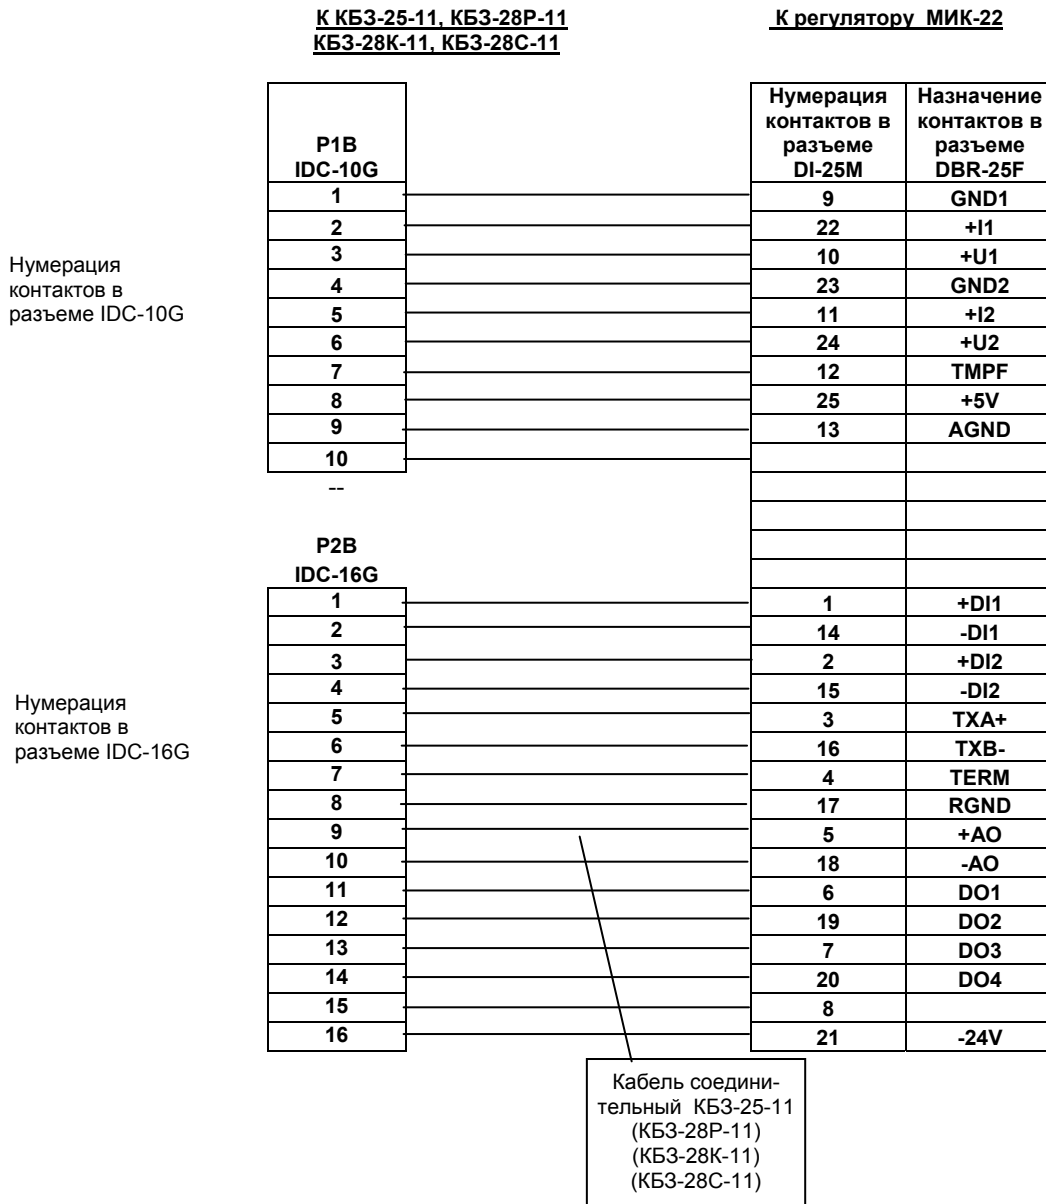 К КБЗ-25-11, КБЗ-28Р-11 К регулятору МИК-22
КБЗ-28К-11, КБЗ-28С-11
Нумерация Назначение
контактов в контактов в
Р1В разъеме разъеме
IDC-10G DI-25M DBR-25F
1 9 GND1
2 22 +I1
3 10 +U1
4 23 GND2
5 11 +I2
6 24 +U2
7 12 TMPF
8 25 +5V
9 13 AGND
10
--
Нумерация
контактов в
разъеме IDC-10G
P2B
IDC-16G
1 1 +DI1
2 14 -DI1
3 2 +DI2
4 15 -DI2
5 3 TXA+
6 16 TXB-
7 4 TERM
8 17 RGND
9 5 +AO
10 18 -AO
11 6 DO1
12 19 DO2
13 7 DO3
14 20 DO4
15 8
16 21 -24V
Нумерация
контактов в
разъеме IDC-16G
Кабель соедини-
тельный КБЗ-25-11
(КБЗ-28Р-11)
(КБЗ-28К-11)
(КБЗ-28С-11)